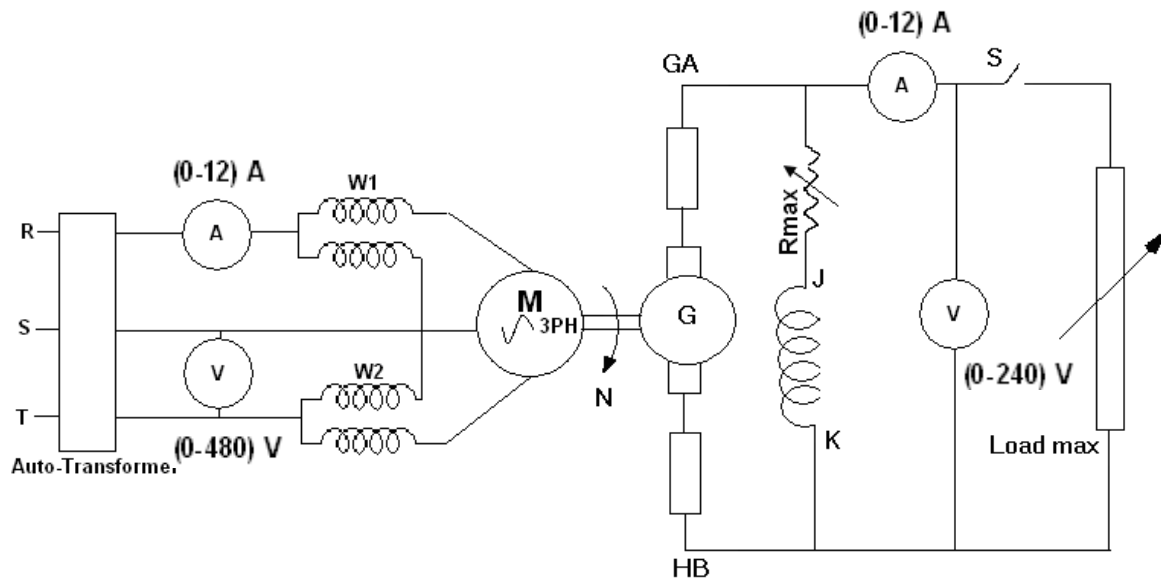 (0-12) A
GA
A
S
(0-12) A
W1
R
A
Rmax
J
M
3PH
G
S
V
V
W2
N
(0-240) V
T
K
(0-480) V
Load max
Auto-Transforme.
HB